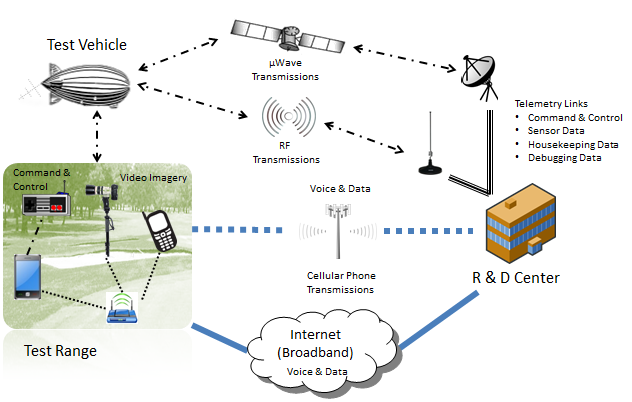 Test Vehicle
µWave
Transmissions
RF
Transmissions
Telemetry Links
• Command & Control
• Sensor Data
• Housekeeping Data
• Debugging Data
Command &
Control
Video Imagery
Voice & Data
Cellular Phone
Transmissions
R & D Center
Test Range
Internet
(Broadband)
Voice & Data